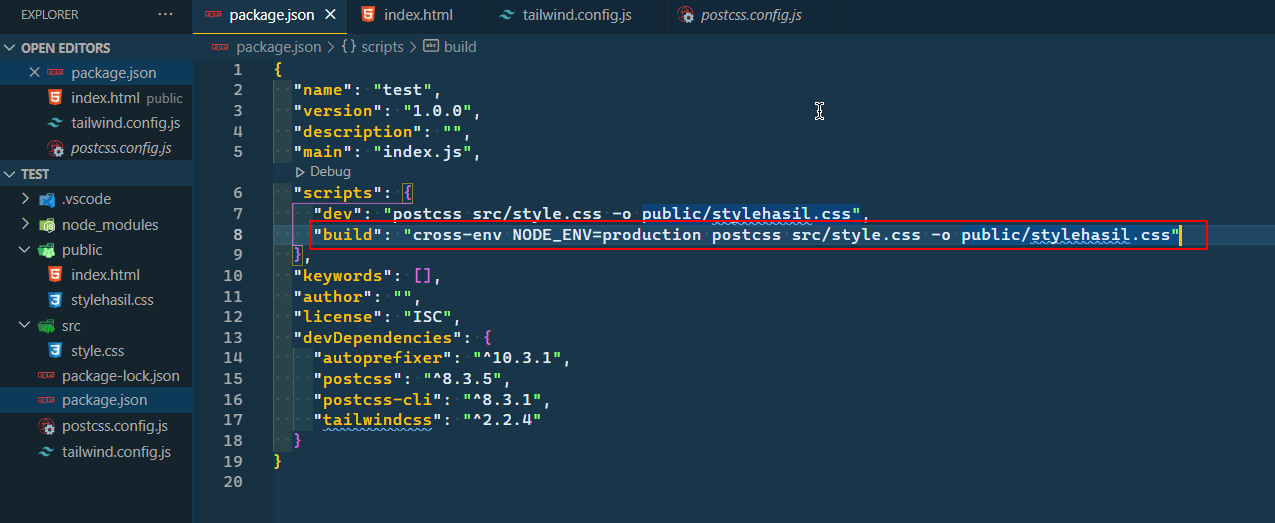 EXPLORER ···
OPEN EDITORS
package.json
index.html public
tailwind.config.js
postcss.config.js
TEST
.vscode
node_modules
public
index.html
stylehasil.css
src
style.css
package-lock.json
package.json
postcss.config.js
tailwind.config.js
package.json index.html tailwind.config.js postcss.config.js
package.json > {} scripts > abc build
1 {
2 "name": "test",
3 "version": "1.0.0",
4 "description": "",
5 "main": "index.js",
Debug
6 "scripts": {
7 "dev": "postcss src/style.css -o public/stylehasil.css",
8 "build": "cross-env NODE_ENV=production postcss src/style.css -o public/stylehasil.css"
9 },
10 "keywords": [],
11 "author": "",
12 "license": "ISC",
13 "devDependencies": {
14 "autoprefixer": "^10.3.1",
15 "postcss": "^8.3.5",
16 "postcss-cli": "^8.3.1",
17 "tailwindcss": "^2.2.4"
18 }
19 }
20